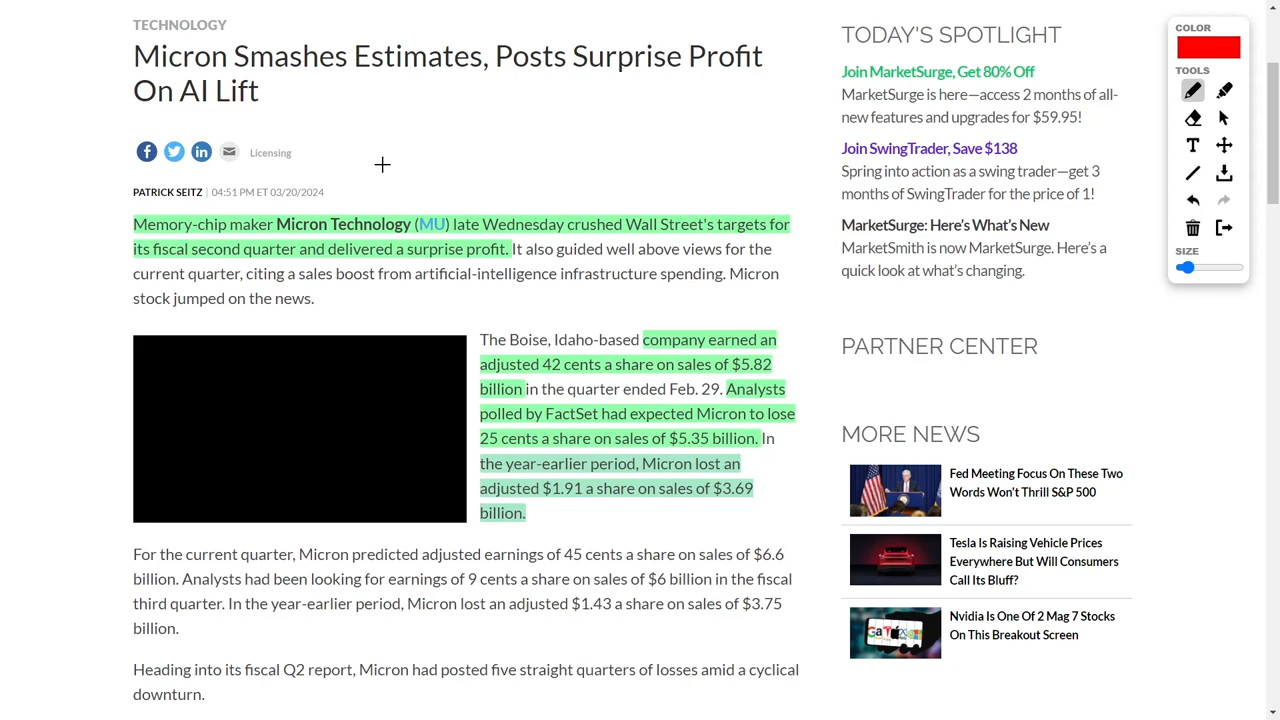 TECHNOLOGY
Micron Smashes Estimates, Posts Surprise Profit
On AI Lift
Licensing
PATRICK SEITZ | 04:51 PM ET 03/20/2024
Memory-chip maker Micron Technology (MU) late Wednesday crushed Wall Street's targets for
its fiscal second quarter and delivered a surprise profit. It also guided well above views for the
current quarter, citing a sales boost from artificial-intelligence infrastructure spending. Micron
stock jumped on the news.
The Boise, Idaho-based company earned an
adjusted 42 cents a share on sales of $5.82
billion in the quarter ended Feb. 29. Analysts
polled by FactSet had expected Micron to lose
25 cents a share on sales of $5.35 billion. In
the year-earlier period, Micron lost an
adjusted $1.91 a share on sales of $3.69
billion.
For the current quarter, Micron predicted adjusted earnings of 45 cents a share on sales of $6.6
billion. Analysts had been looking for earnings of 9 cents a share on sales of $6 billion in the fiscal
third quarter. In the year-earlier period, Micron lost an adjusted $1.43 a share on sales of $3.75
billion.
Heading into its fiscal Q2 report, Micron had posted five straight quarters of losses amid a cyclical
downturn.
TODAY'S SPOTLIGHT
Join MarketSurge, Get 80% Off
MarketSurge is here—access 2 months of all-
new features and upgrades for $59.95!
Join SwingTrader, Save $138
Spring into action as a swing trader—get 3
months of SwingTrader for the price of 1!
MarketSurge: Here's What's New
MarketSmith is now MarketSurge. Here's a
quick look at what's changing.
PARTNER CENTER
MORE NEWS
Fed Meeting Focus On These Two
Words Won't Thrill S&P 500
Tesla Is Raising Vehicle Prices
Everywhere But Will Consumers
Call Its Bluff?
Nvidia Is One Of 2 Mag 7 Stocks
On This Breakout Screen
COLOR
TOOLS
SIZE